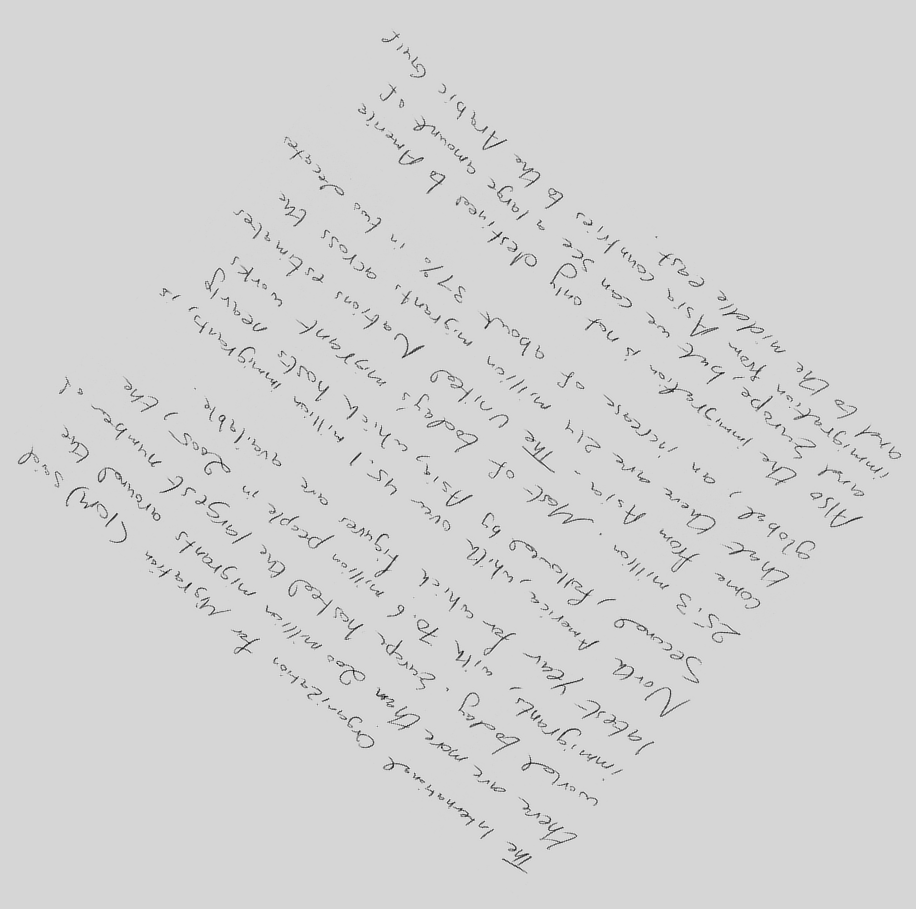 The International Organization for Migration (IOM) said
there are more than 200 million migrants around the
world today. Europe hosted the largest number of
immigrants, with 70.6 million people in 2005, the
latest year for which figures are available.
North America, with over 45.1 million immigrants, is
Second, followed by Asia, which hosts nearly
25.3 million. Most of today's migrant works
come from Asia. The United Nations estimates
that there are 214 million migrants across the
global, an increase of about 37% in two decates
Also the immigration is not only destined to America
and Europe, but we can see a large amount of
immigration from Asia countries to the Arabic Gulf
and to the middle east.